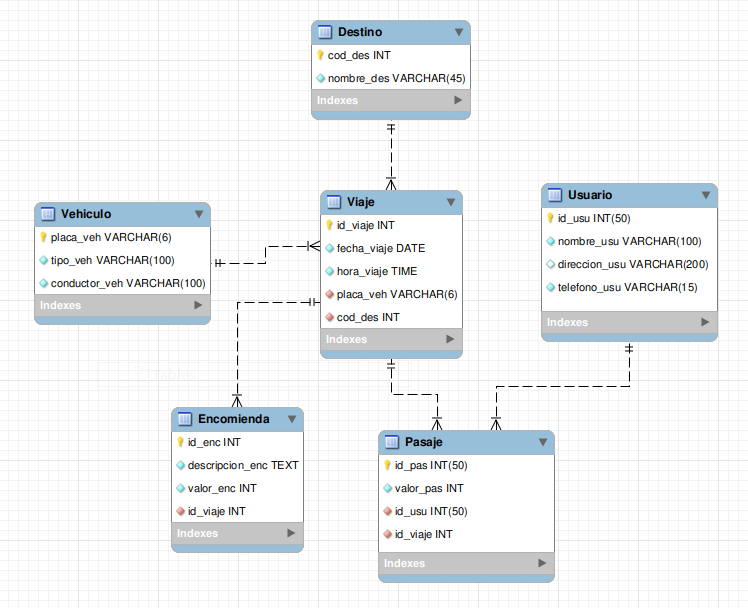 Destino
cod_des INT
nombre_des VARCHAR(45)
Indexes
Vehiculo
placa_veh VARCHAR(6)
tipo_veh VARCHAR(100)
conductor_veh VARCHAR(100)
Indexes
Viaje
id_viaje INT
fecha_viaje DATE
hora_viaje TIME
placa_veh VARCHAR(6)
cod_des INT
Indexes
Usuario
id_usu INT(50)
nombre_usu VARCHAR(100)
direccion_usu VARCHAR(200)
telefono_usu VARCHAR(15)
Indexes
Encomienda
id_enc INT
descripcion_enc TEXT
valor_enc INT
id_viaje INT
Indexes
Pasaje
id_pas INT(50)
valor_pas INT
id_usu INT(50)
id_viaje INT
Indexes